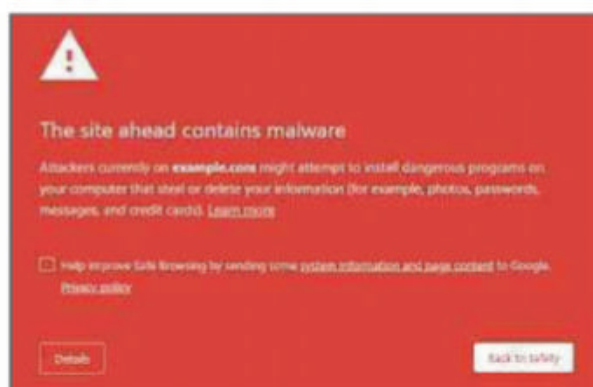 The site ahead contains malware
Attackers currently on example.com might attempt to install dangerous programs on
your computer that steal or delete your information (for example, photos, passwords,
messages, and credit cards). Learn more
Help improve Safe Browsing by sending some system information and page content to Google.
Privacy policy
Details
Back to safety